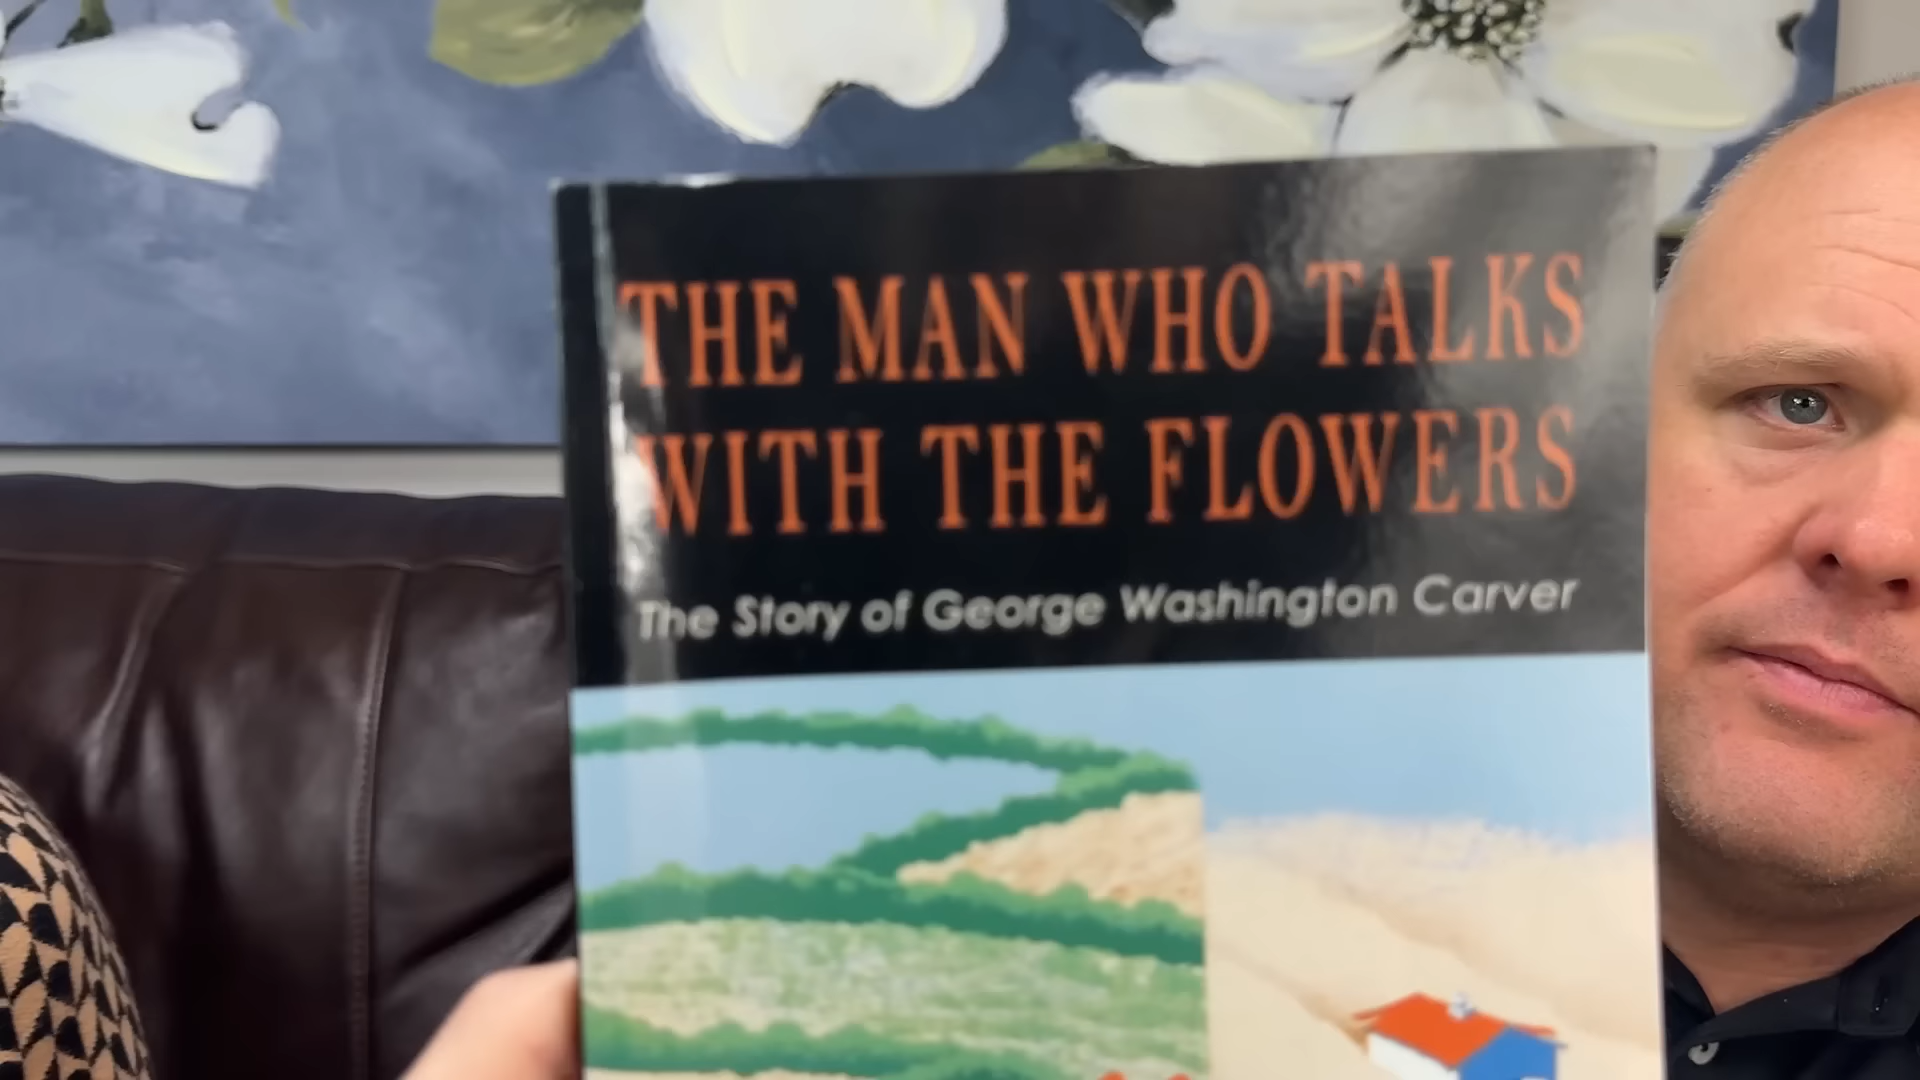 THE MAN WHO TALKS
WITH THE FLOWERS
The Story of George Washington Carver